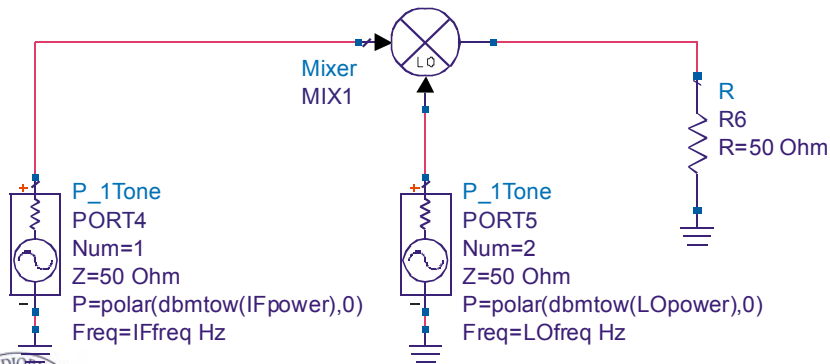 LO
Mixer
MIX1
R
R6
R=50 Ohm
+
P_1Tone
PORT4
Num=1
Z=50 Ohm
P=polar(dbmtow(IFpower),0)
Freq=IFfreq Hz
-
+
P_1Tone
PORT5
Num=2
Z=50 Ohm
P=polar(dbmtow(LOpower),0)
Freq=LOfreq Hz
-